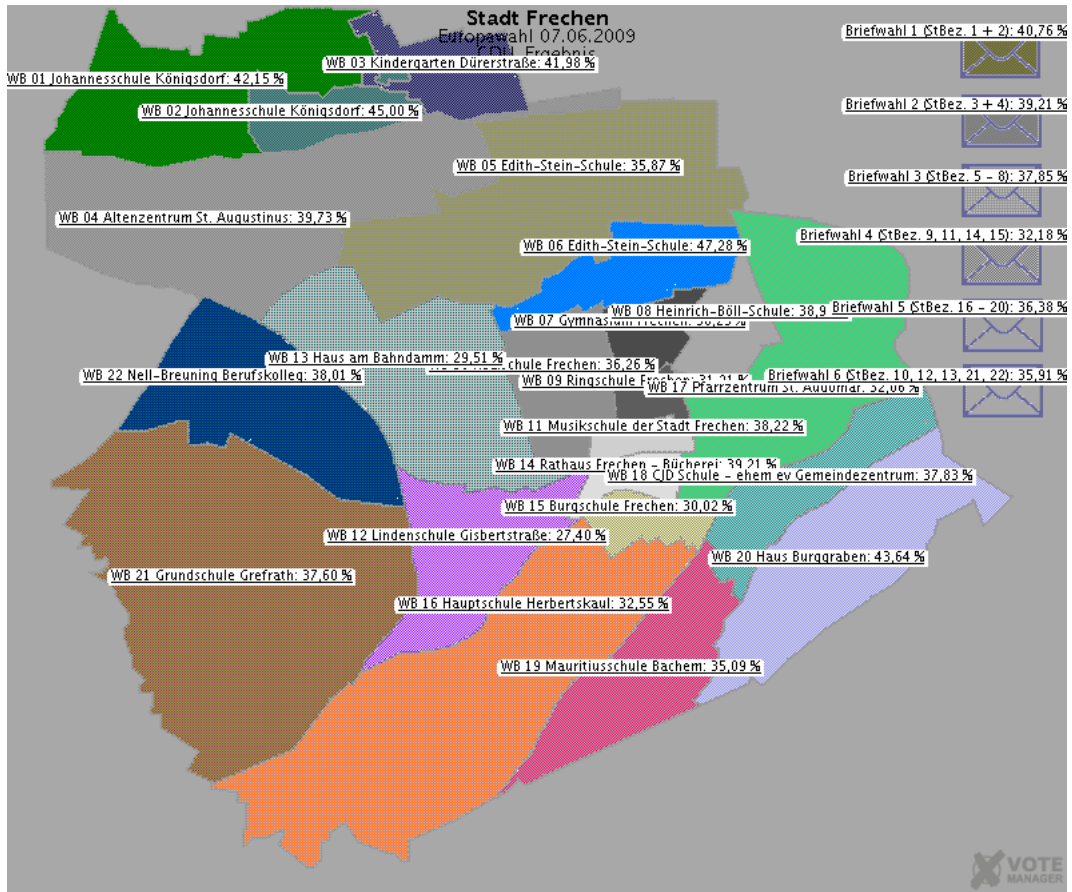 Stadt Frechen
Europawahl 07.06.2009
CDU Ergebnis
Briefwahl 1 (StBez. 1 + 2): 40,76 %
WB 03 Kindergarten Dürerstraße: 41,98 %
WB 01 Johannesschule Königsdorf: 42,15 %
WB 02 Johannesschule Königsdorf: 45,00 %
Briefwahl 2 (StBez. 3 + 4): 39,21 %
WB 05 Edith-Stein-Schule: 35,87 %
Briefwahl 3 (StBez. 5 - 8): 37,85 %
WB 04 Altenzentrum St. Augustinus: 39,73 %
Briefwahl 4 (StBez. 9, 11, 14, 15): 32,18 %
WB 06 Edith-Stein-Schule: 47,28 %
WB 08 Heinrich-Böll-Schule: 38,9
Briefwahl 5 (StBez. 16 - 20): 36,38 %
WB 07 Gymnasium Frechen:
WB 13 Haus am Bahndamm: 29,51 %
schule Frechen: 36,26 %
WB 22 Nell-Breuning Berufskolleg: 38,01 %
WB 09 Ringschule Frechen: 31,21 %
Briefwahl 6 (StBez. 10, 12, 13, 21, 22): 35,91 %
WB 17 Pfarrzentrum St. Audomar: 32,06 %
WB 11 Musikschule der Stadt Frechen: 38,22 %
WB 14 Rathaus Frechen - Bücherei: 39,21 %
WB 18 CJD Schule - ehem ev Gemeindezentrum: 37,83 %
WB 15 Burgschule Frechen: 30,02 %
WB 12 Lindenschule Gisbertstraße: 27,40 %
WB 20 Haus Burggraben: 43,64 %
WB 21 Grundschule Grefrath: 37,60 %
WB 16 Hauptschule Herbertskaul: 32,55 %
WB 19 Mauritiusschule Bachem: 35,09 %
VOTE
MANAGER